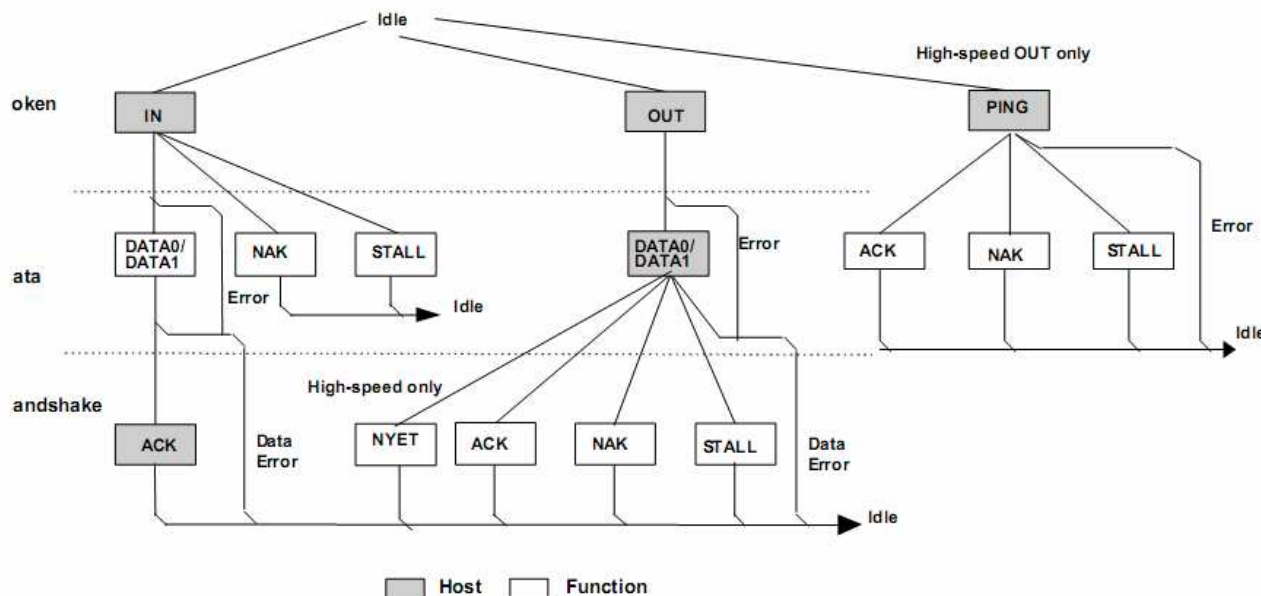 Idle
High-speed OUT only
oken
IN
OUT
PING
Error
DATA0/
DATA1
NAK
STALL
DATA0/
DATA1
Error
ACK
NAK
STALL
ata
Error
Idle
Idle
High-speed only
andshake
ACK
Data
Error
NYET
ACK
NAK
STALL
Data
Error
Idle
Host
Function